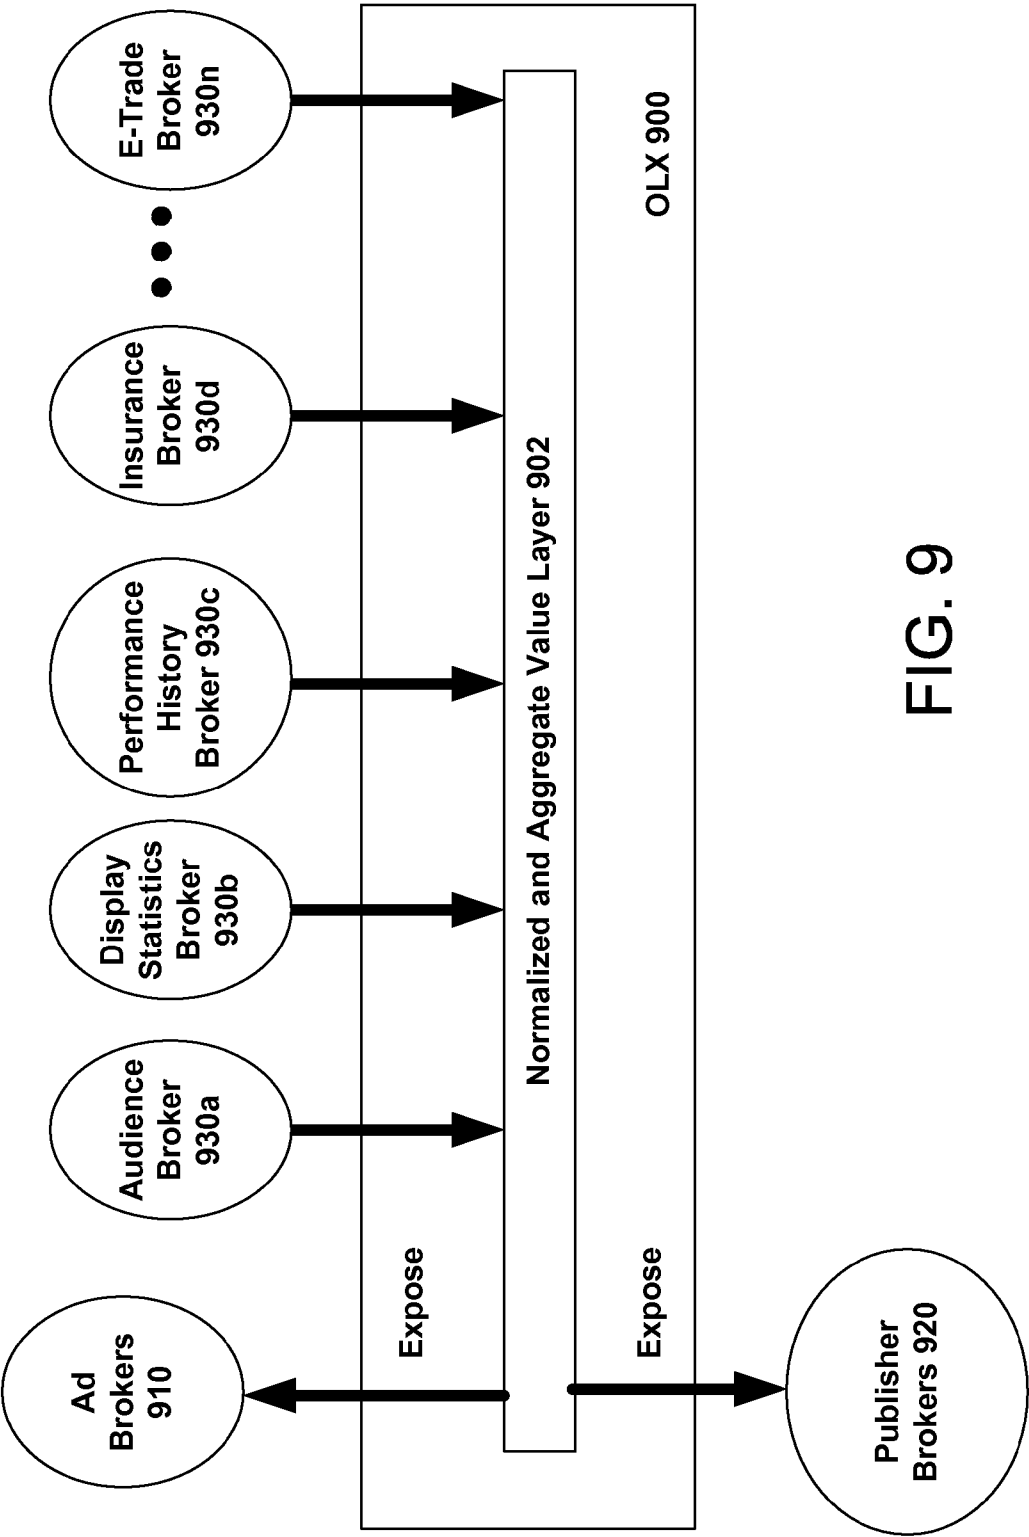 Ad
Brokers
910
Audience
Broker
930a
Display
Statistics
Broker
930b
Performance
History
Broker 930c
Insurance
Broker
930d
E-Trade
Broker
930n
Expose
Normalized and Aggregate Value Layer 902
Expose
OLX 900
Publisher
Brokers 920
FIG. 9